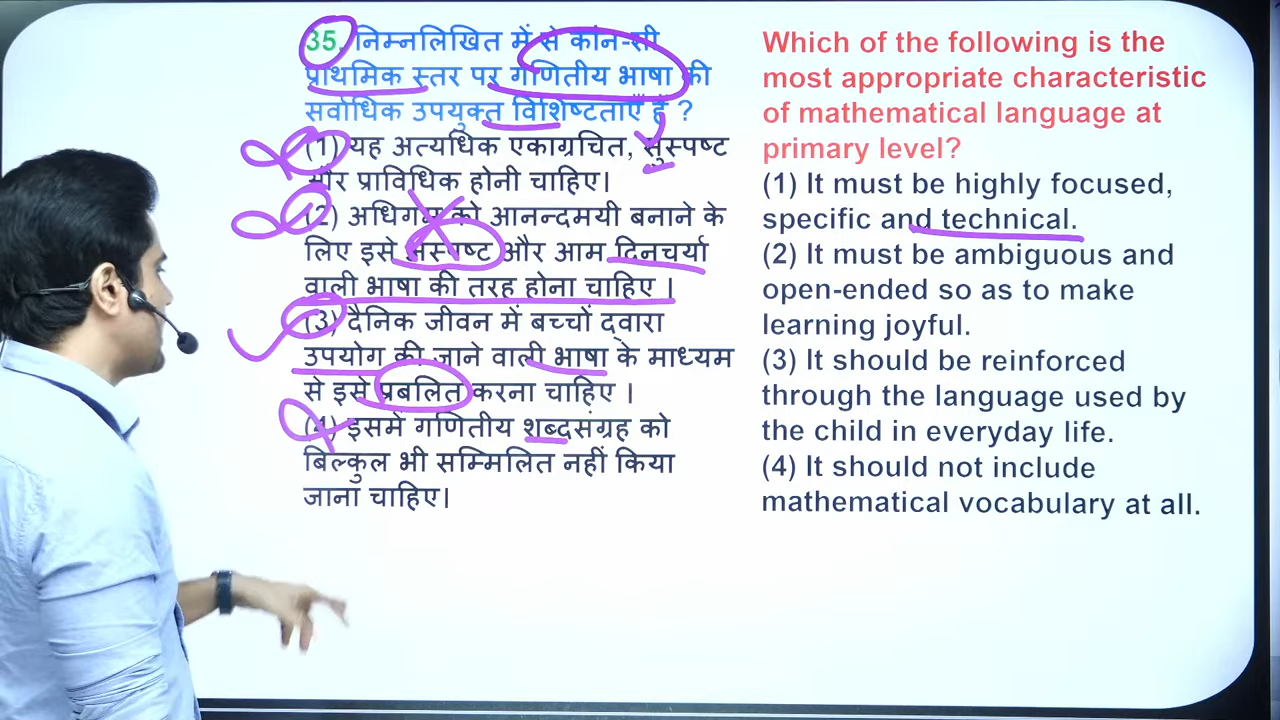 35. निम्नलिखित में से कौन-सी
प्राथमिक स्तर पर गणितीय भाषा की
सर्वाधिक उपयुक्त विशिष्टताएँ हैं ?
(1) यह अत्यधिक एकाग्रचित, सुस्पष्ट
और प्राविधिक होनी चाहिए।
(2) अधिगम को आनन्दमयी बनाने के
लिए इसे अस्पष्ट और आम दिनचर्या
वाली भाषा की तरह होना चाहिए ।
(3) दैनिक जीवन में बच्चों द्वारा
उपयोग की जाने वाली भाषा के माध्यम
से इसे प्रबलित करना चाहिए ।
(4) इसमें गणितीय शब्दसंग्रह को
बिल्कुल भी सम्मिलित नहीं किया
जाना चाहिए।
Which of the following is the
most appropriate characteristic
of mathematical language at
primary level?
(1) It must be highly focused,
specific and technical.
(2) It must be ambiguous and
open-ended so as to make
learning joyful.
(3) It should be reinforced
through the language used by
the child in everyday life.
(4) It should not include
mathematical vocabulary at all.